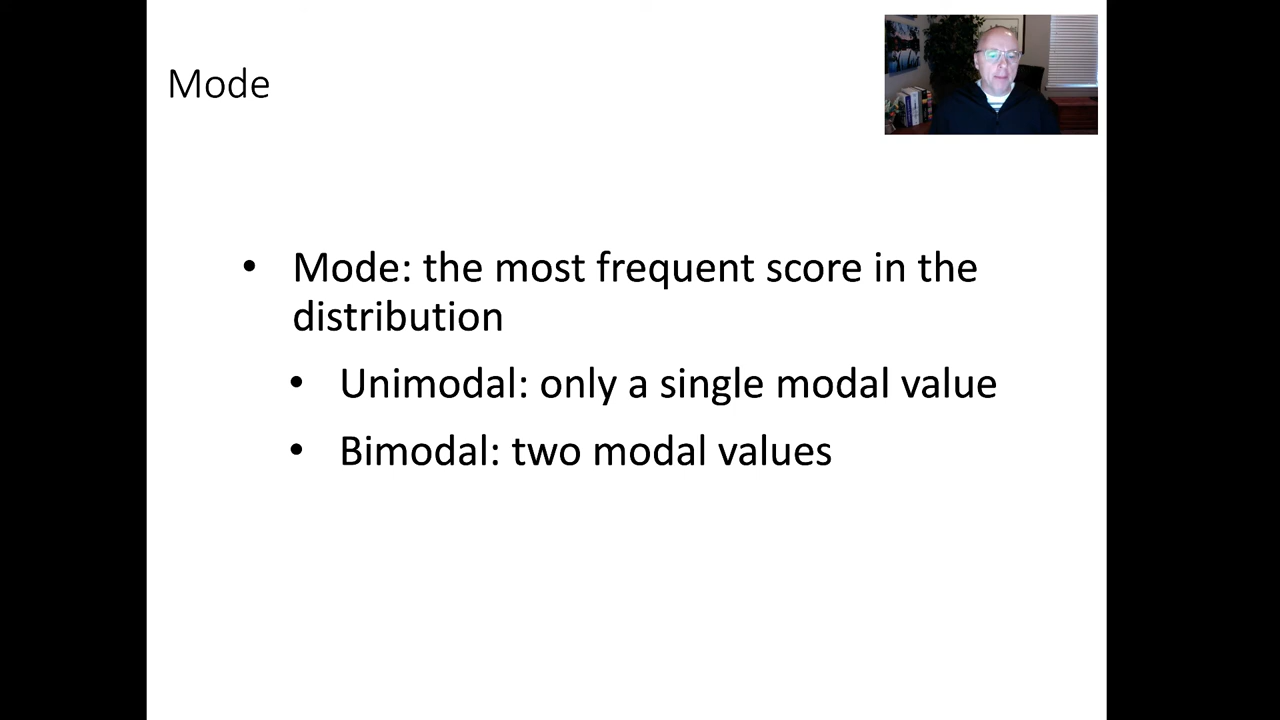 Mode
• Mode: the most frequent score in the
distribution
• Unimodal: only a single modal value
• Bimodal: two modal values